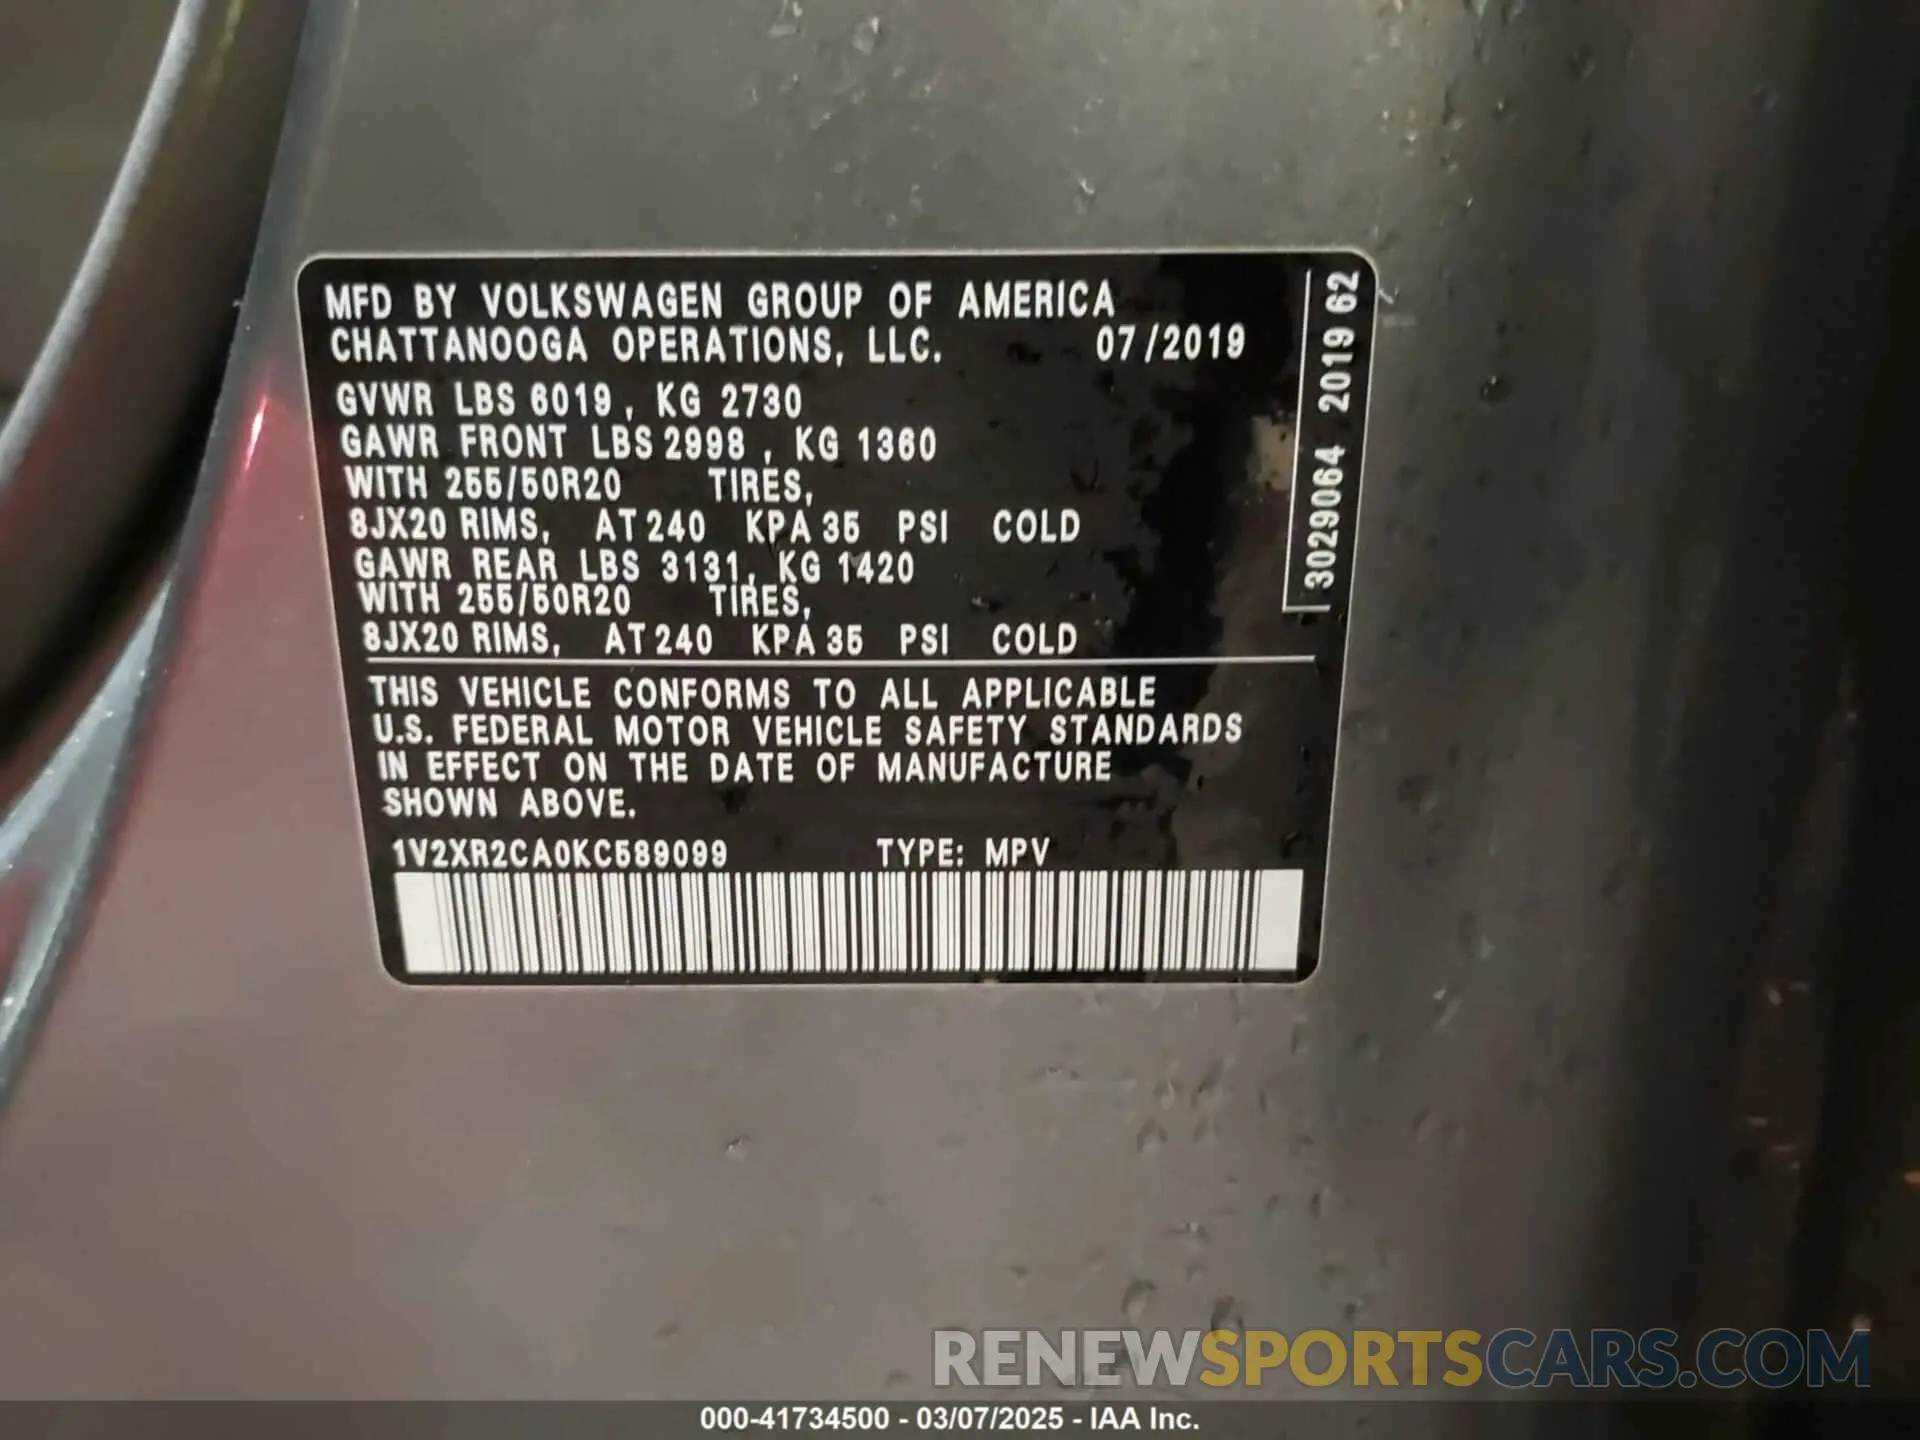 MFD BY VOLKSWAGEN GROUP OF AMERICA
CHATTANOOGA OPERATIONS, LLC. 07/2019
GVWR LBS 6019, KG 2730
GAWR FRONT LBS 2998, KG 1360
WITH 255/50R20 TIRES,
8JX20 RIMS, AT 240 KPA 35 PSI COLD
GAWR REAR LBS 3131, KG 1420
WITH 255/50R20 TIRES,
8JX20 RIMS, AT 240 KPA 35 PSI COLD
THIS VEHICLE CONFORMS TO ALL APPLICABLE
U.S. FEDERAL MOTOR VEHICLE SAFETY STANDARDS
IN EFFECT ON THE DATE OF MANUFACTURE
SHOWN ABOVE.
1V2XR2CA0KC589099 TYPE: MPV
3029064 2019 62
RENEWSPORTSCARS.COM
000-41734500 - 03/07/2025 - IAA Inc.